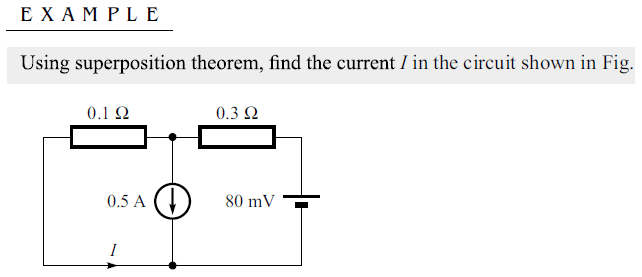 EXAMPLE
Using superposition theorem, find the current I in the circuit shown in Fig.
0.1 Ω
0.3 Ω
0.5 A
80 mV
I